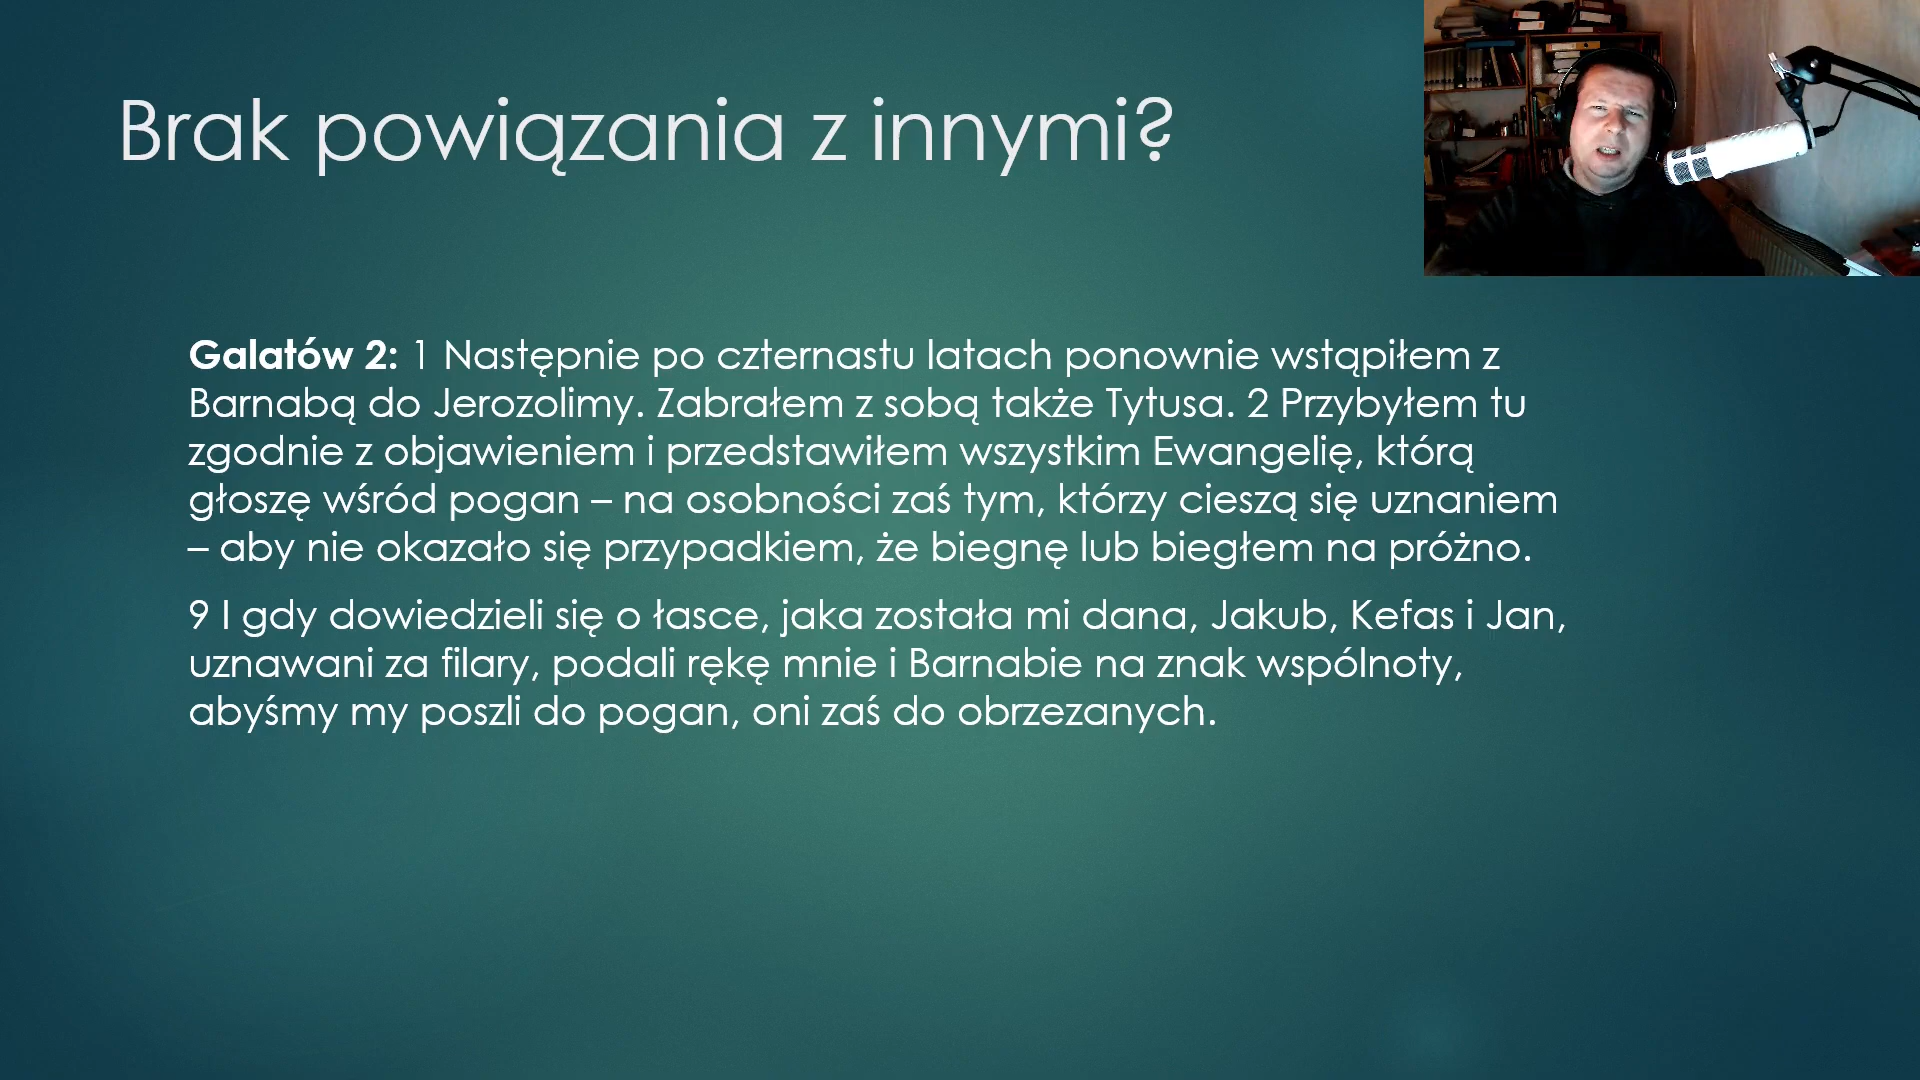 Brak powiązania z innymi?
Galatów 2: 1 Następnie po czternastu latach ponownie wstąpiłem z
Barnabą do Jerozolimy. Zabrałem z sobą także Tytusa. 2 Przybyłem tu
zgodnie z objawieniem i przedstawiłem wszystkim Ewangelię, którą
głoszę wśród pogan – na osobności zaś tym, którzy cieszą się uznaniem
– aby nie okazało się przypadkiem, że biegnę lub biegłem na próżno.
9 I gdy dowiedzieli się o łasce, jaka została mi dana, Jakub, Kefas i Jan,
uznawani za filary, podali rękę mnie i Barnabie na znak wspólnoty,
abyśmy my poszli do pogan, oni zaś do obrzezanych.